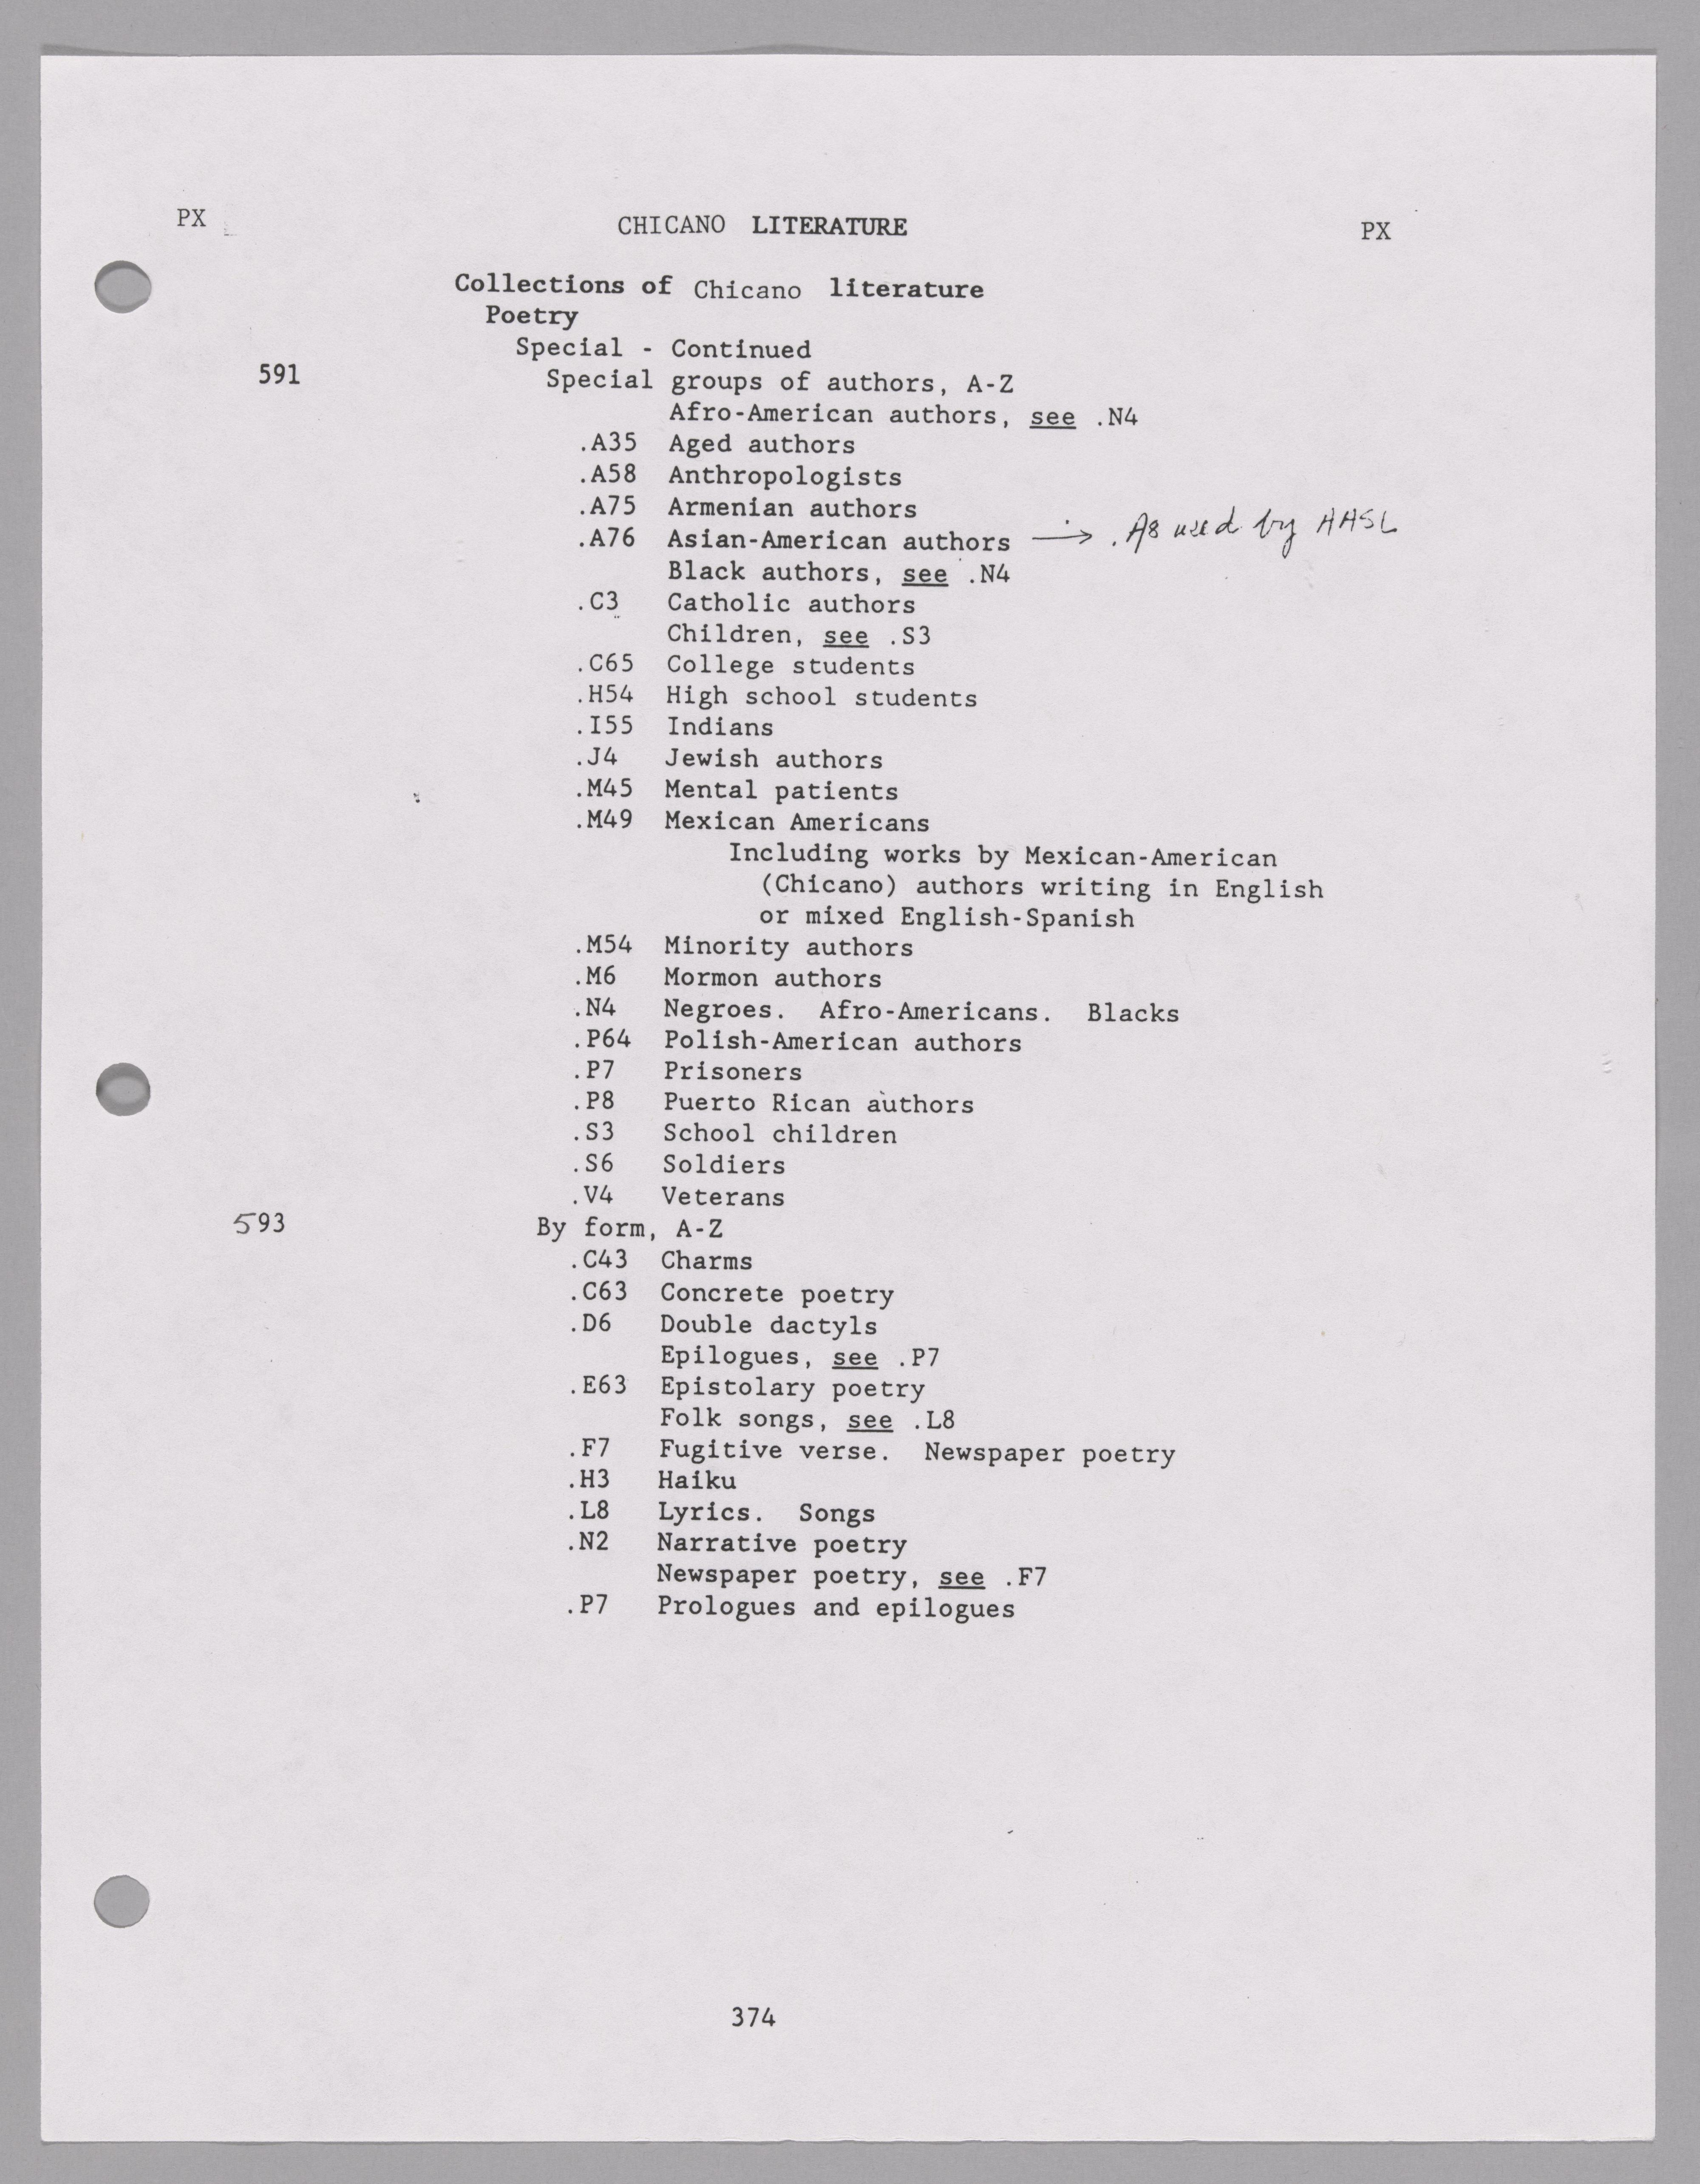 PX CHICANO LITERATURE PX
Collections of Chicano literature
Poetry
Special - Continued
591 Special groups of authors, A-Z
Afro-American authors, see .N4
.A35 Aged authors
.A58 Anthropologists
.A75 Armenian authors
.A76 Asian-American authors → . As used by AASL
Black authors, see .N4
.C3 Catholic authors
Children, see .S3
.C65 College students
.H54 High school students
.I55 Indians
.J4 Jewish authors
.M45 Mental patients
.M49 Mexican Americans
Including works by Mexican-American
(Chicano) authors writing in English
or mixed English-Spanish
.M54 Minority authors
.M6 Mormon authors
.N4 Negroes. Afro-Americans. Blacks
.P64 Polish-American authors
.P7 Prisoners
.P8 Puerto Rican authors
.S3 School children
.S6 Soldiers
.V4 Veterans
593 By form, A-Z
.C43 Charms
.C63 Concrete poetry
.D6 Double dactyls
Epilogues, see .P7
.E63 Epistolary poetry
Folk songs, see .L8
.F7 Fugitive verse. Newspaper poetry
.H3 Haiku
.L8 Lyrics. Songs
.N2 Narrative poetry
Newspaper poetry, see .F7
.P7 Prologues and epilogues
374